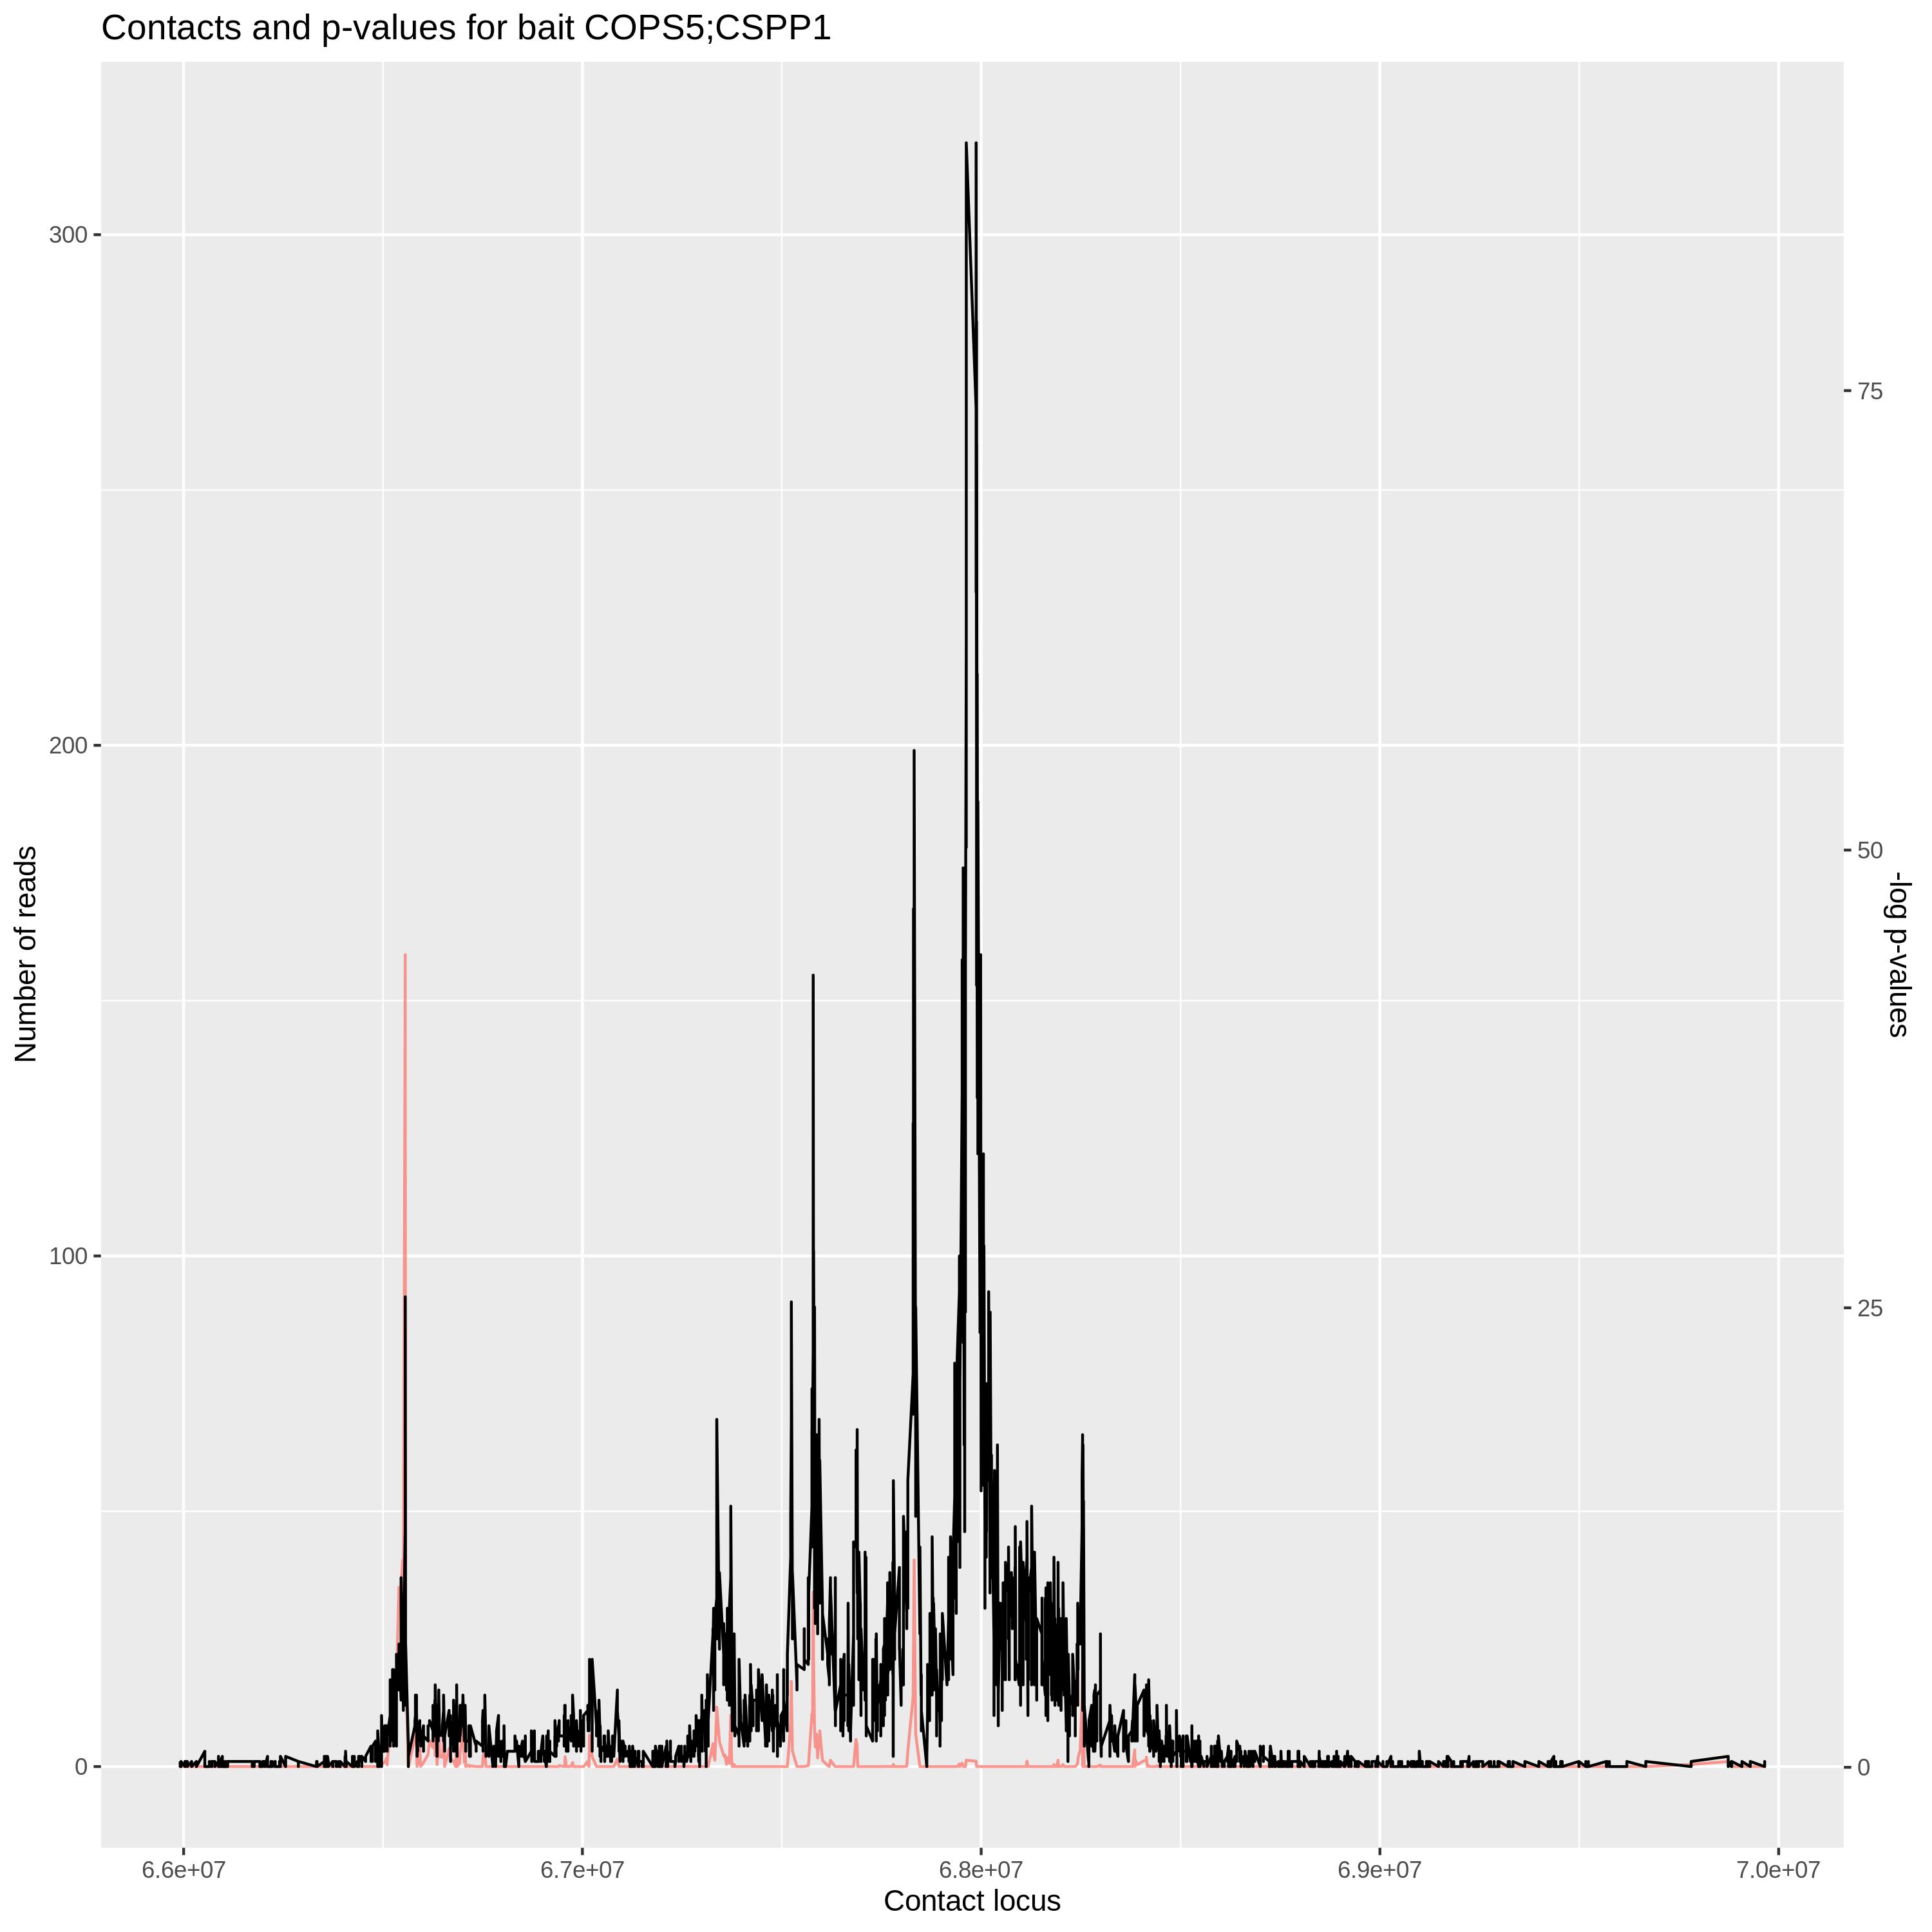 Contacts and p-values for bait COPS5;CSPP1
300
200
100
0
Number of reads
75
50
25
0
-log p-values
6.6e+07
6.7e+07
6.8e+07
6.9e+07
7.0e+07
Contact locus